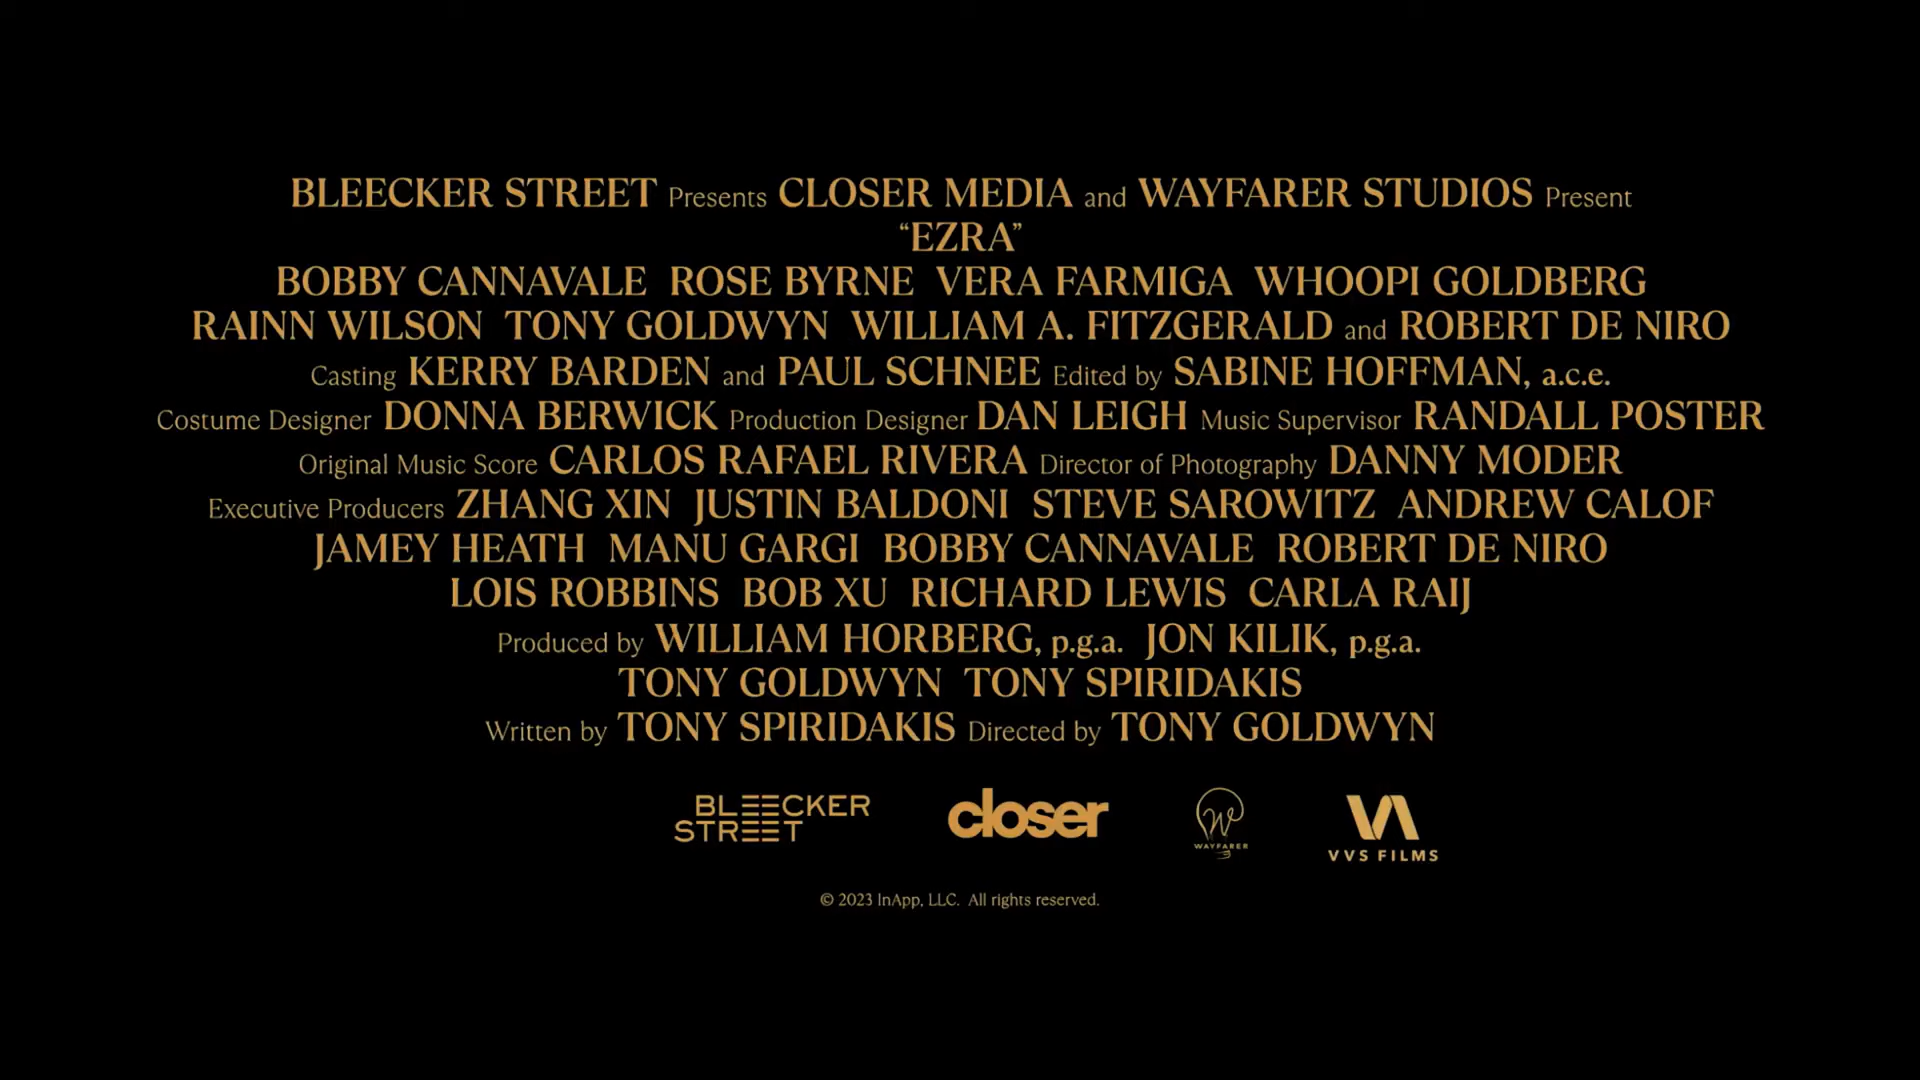 BLEECKER STREET Presents CLOSER MEDIA and WAYFARER STUDIOS Present
“EZRA”
BOBBY CANNAVALE ROSE BYRNE VERA FARMIGA WHOOPI GOLDBERG
RAINN WILSON TONY GOLDWYN WILLIAM A. FITZGERALD and ROBERT DE NIRO
Casting KERRY BARDEN and PAUL SCHNEE Edited by SABINE HOFFMAN, a.c.e.
Costume Designer DONNA BERWICK Production Designer DAN LEIGH Music Supervisor RANDALL POSTER
Original Music Score CARLOS RAFAEL RIVERA Director of Photography DANNY MODER
Executive Producers ZHANG XIN JUSTIN BALDONI STEVE SAROWITZ ANDREW CALOF
JAMEY HEATH MANU GARGI BOBBY CANNAVALE ROBERT DE NIRO
LOIS ROBBINS BOB XU RICHARD LEWIS CARLA RAIJ
Produced by WILLIAM HORBERG, p.g.a. JON KILIK, p.g.a.
TONY GOLDWYN TONY SPIRIDAKIS
Written by TONY SPIRIDAKIS Directed by TONY GOLDWYN
BLEECKER
STREET
closer
W
WAYFARER
VVS FILMS
© 2023 InApp, LLC. All rights reserved.